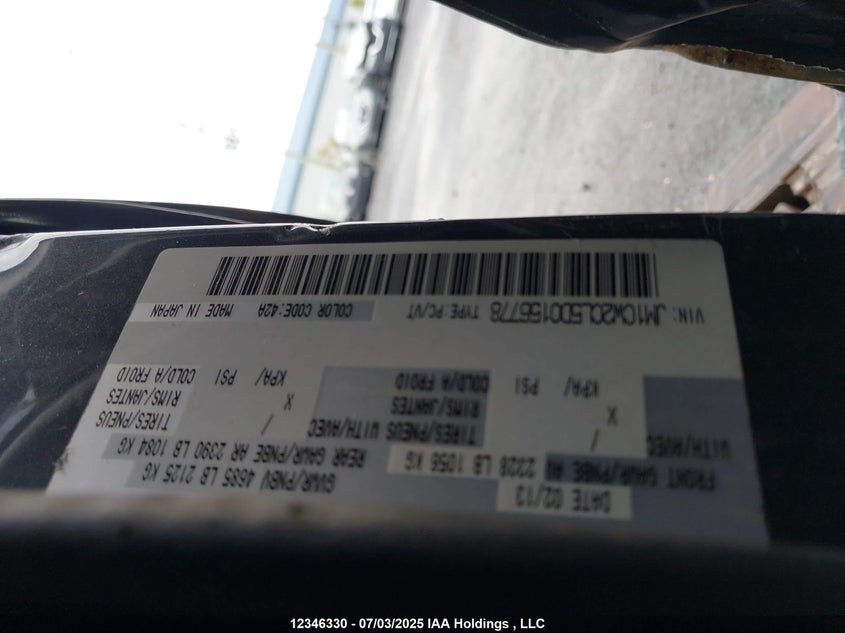 DATE 02/13 GVWR/PNBV 4685 LB 2125 KG
FRONT GAWR/PNBE AV 2328 LB 1056 KG REAR GAWR/PNBE AR 2390 LB 1084 KG
WITH/AVEC TIRES/PNEUS WITH/AVEC TIRES/PNEUS
/ RIMS/JANTES / RIMS/JANTES
X COLD/A FROID X COLD/A FROID
KPA/ PSI KPA/ PSI
VIN: JM1CW2CL5D0156778 TYPE:PC/VT COLOR CODE:42A MADE IN JAPAN
12346330 - 07/03/2025 IAA Holdings , LLC